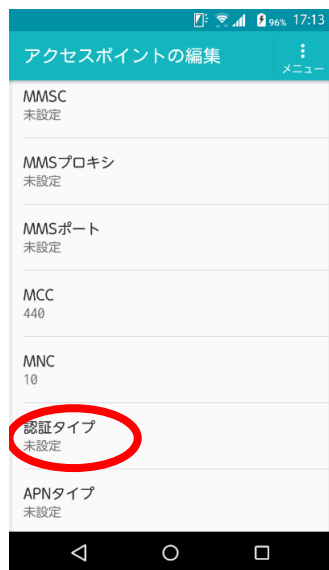 96% 17:13
アクセスポイントの編集
メニュー
MMSC
未設定
MMSプロキシ
未設定
MMSポート
未設定
MCC
440
MNC
10
認証タイプ
未設定
APNタイプ
未設定